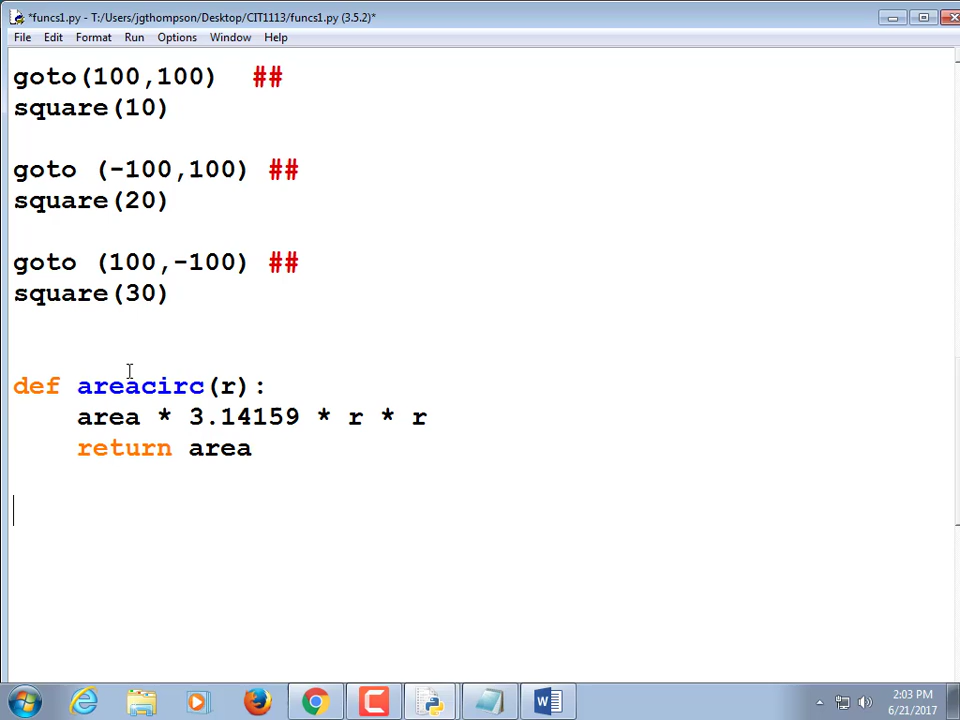 *funcs1.py - T:/Users/jgthompson/Desktop/CIT1113/funcs1.py (3.5.2)*
File Edit Format Run Options Window Help
goto(100,100) ##
square(10)
goto (-100,100) ##
square(20)
goto (100,-100) ##
square(30)
def areacirc(r):
area * 3.14159 * r * r
return area
2:03 PM
6/21/2017